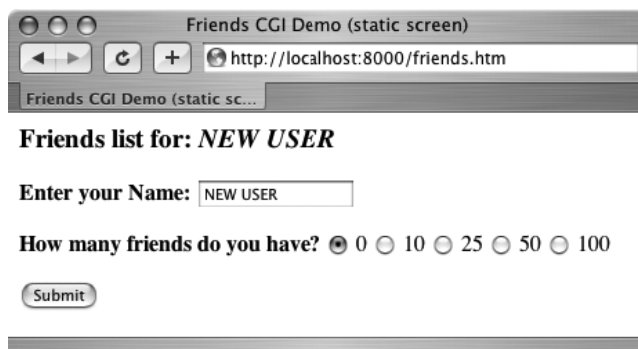 Friends CGI Demo (static screen)
http://localhost:8000/friends.htm
Friends CGI Demo (static sc...
Friends list for: NEW USER
Enter your Name: NEW USER
How many friends do you have? 0 10 25 50 100
Submit